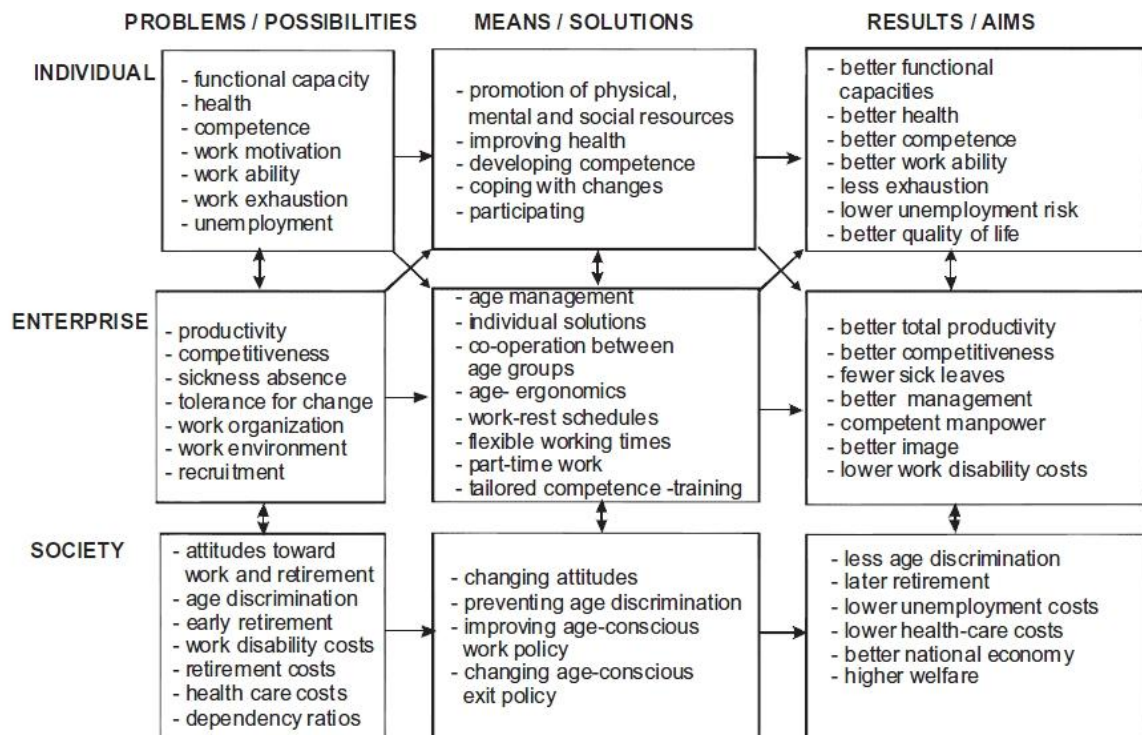 PROBLEMS / POSSIBILITIES
MEANS / SOLUTIONS
RESULTS / AIMS
INDIVIDUAL
- functional capacity
- health
- competence
- work motivation
- work ability
- work exhaustion
- unemployment
- promotion of physical,
mental and social resources
- improving health
- developing competence
- coping with changes
- participating
- better functional
capacities
- better health
- better competence
- better work ability
- less exhaustion
- lower unemployment risk
- better quality of life
ENTERPRISE
- productivity
- competitiveness
- sickness absence
- tolerance for change
- work organization
- work environment
- recruitment
- age management
- individual solutions
- co-operation between
age groups
- age- ergonomics
- work-rest schedules
- flexible working times
- part-time work
- tailored competence -training
- better total productivity
- better competitiveness
- fewer sick leaves
- better management
- competent manpower
- better image
- lower work disability costs
SOCIETY
- attitudes toward
work and retirement
- age discrimination
- early retirement
- work disability costs
- retirement costs
- health care costs
- dependency ratios
- changing attitudes
- preventing age discrimination
- improving age-conscious
work policy
- changing age-conscious
exit policy
- less age discrimination
- later retirement
- lower unemployment costs
- lower health-care costs
- better national economy
- higher welfare